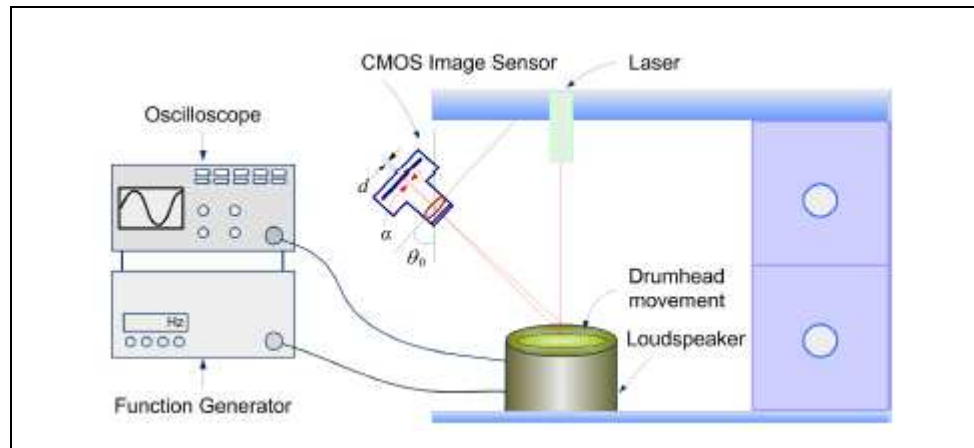 CMOS Image Sensor
Laser
Oscilloscope
d
α
θ₀
Drumhead
movement
Hz
Loudspeaker
Function Generator